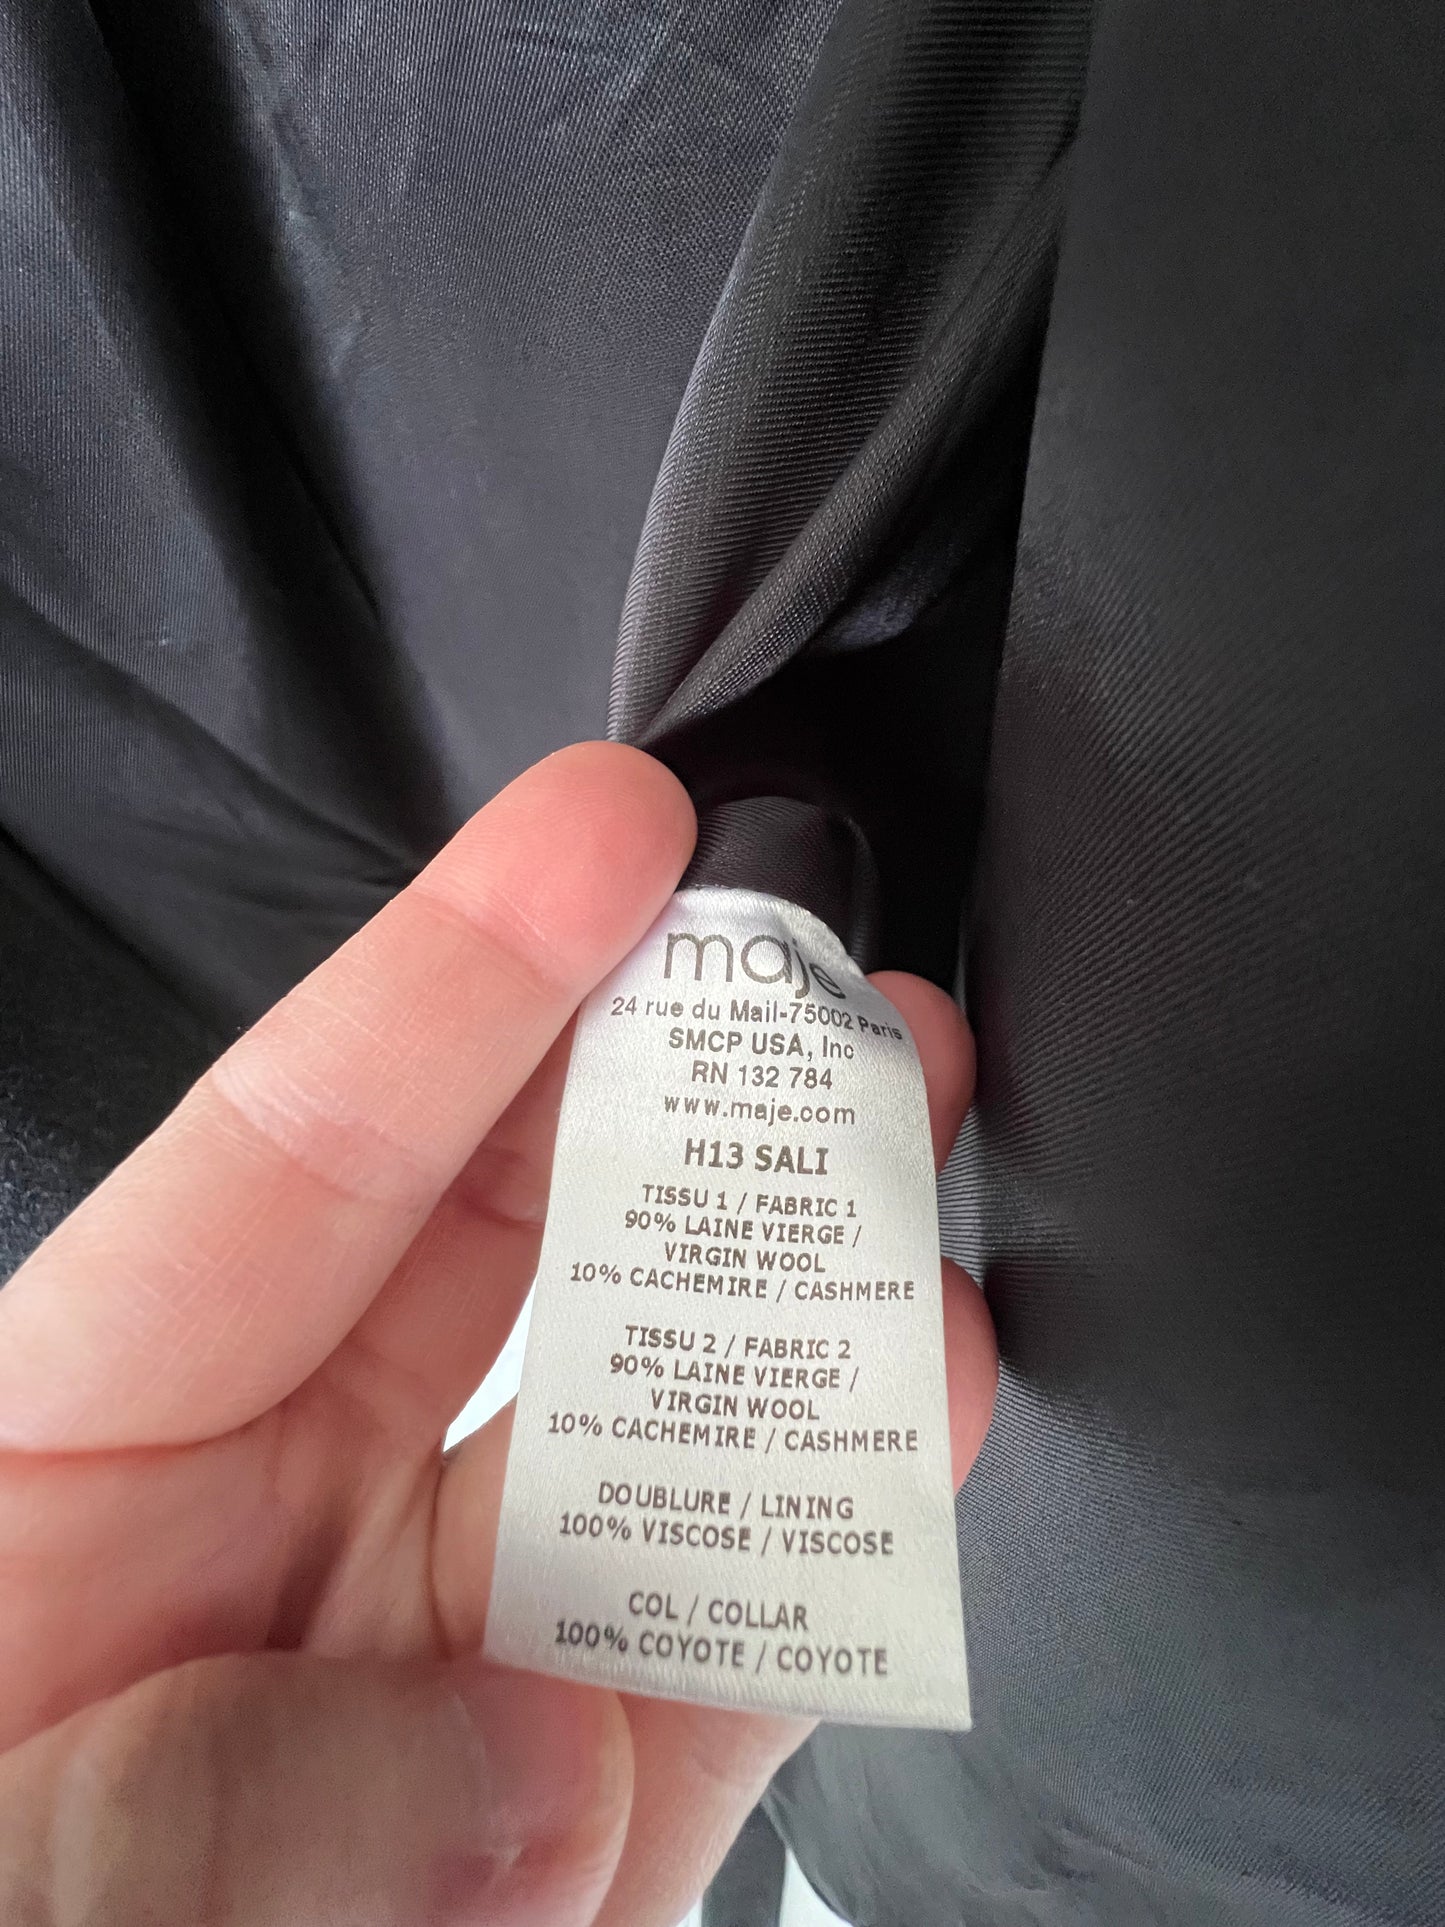 maje
24 rue du Mail-75002 Paris
SMCP USA, Inc
RN 132 784
www.maje.com
H13 SALI
TISSU 1 / FABRIC 1
90% LAINE VIERGE /
VIRGIN WOOL
10% CACHEMIRE / CASHMERE
TISSU 2 / FABRIC 2
90% LAINE VIERGE /
VIRGIN WOOL
10% CACHEMIRE / CASHMERE
DOUBLURE / LINING
100% VISCOSE / VISCOSE
COL / COLLAR
100% COYOTE / COYOTE